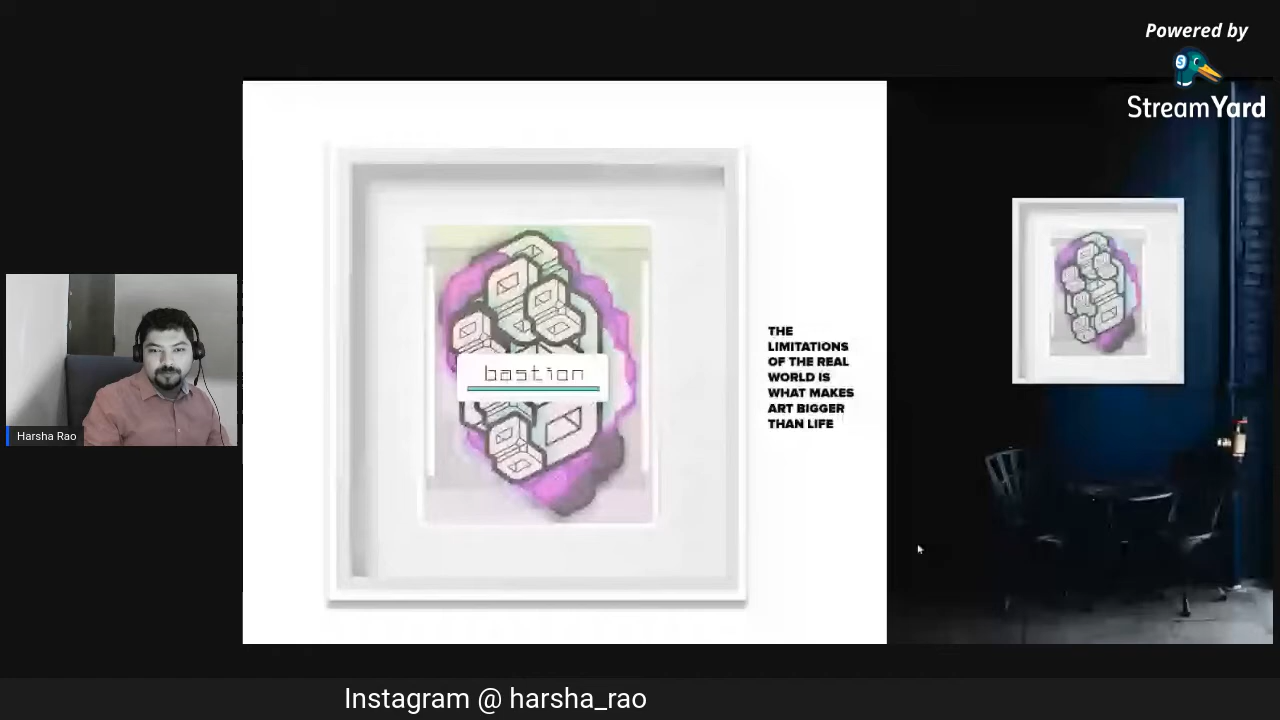 Powered by
StreamYard
bastion
THE
LIMITATIONS
OF THE REAL
WORLD IS
WHAT MAKES
ART BIGGER
THAN LIFE
Harsha Rao
Instagram @ harsha_rao